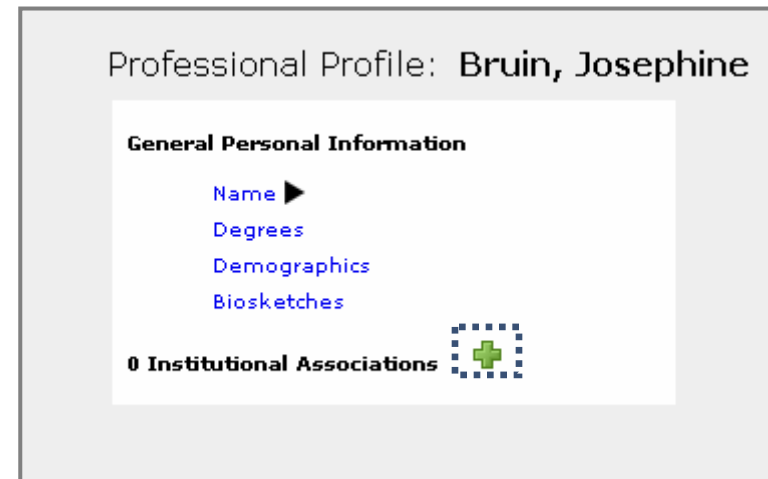 Professional Profile: Bruin, Josephine
General Personal Information
Name
Degrees
Demographics
Biosketches
0 Institutional Associations